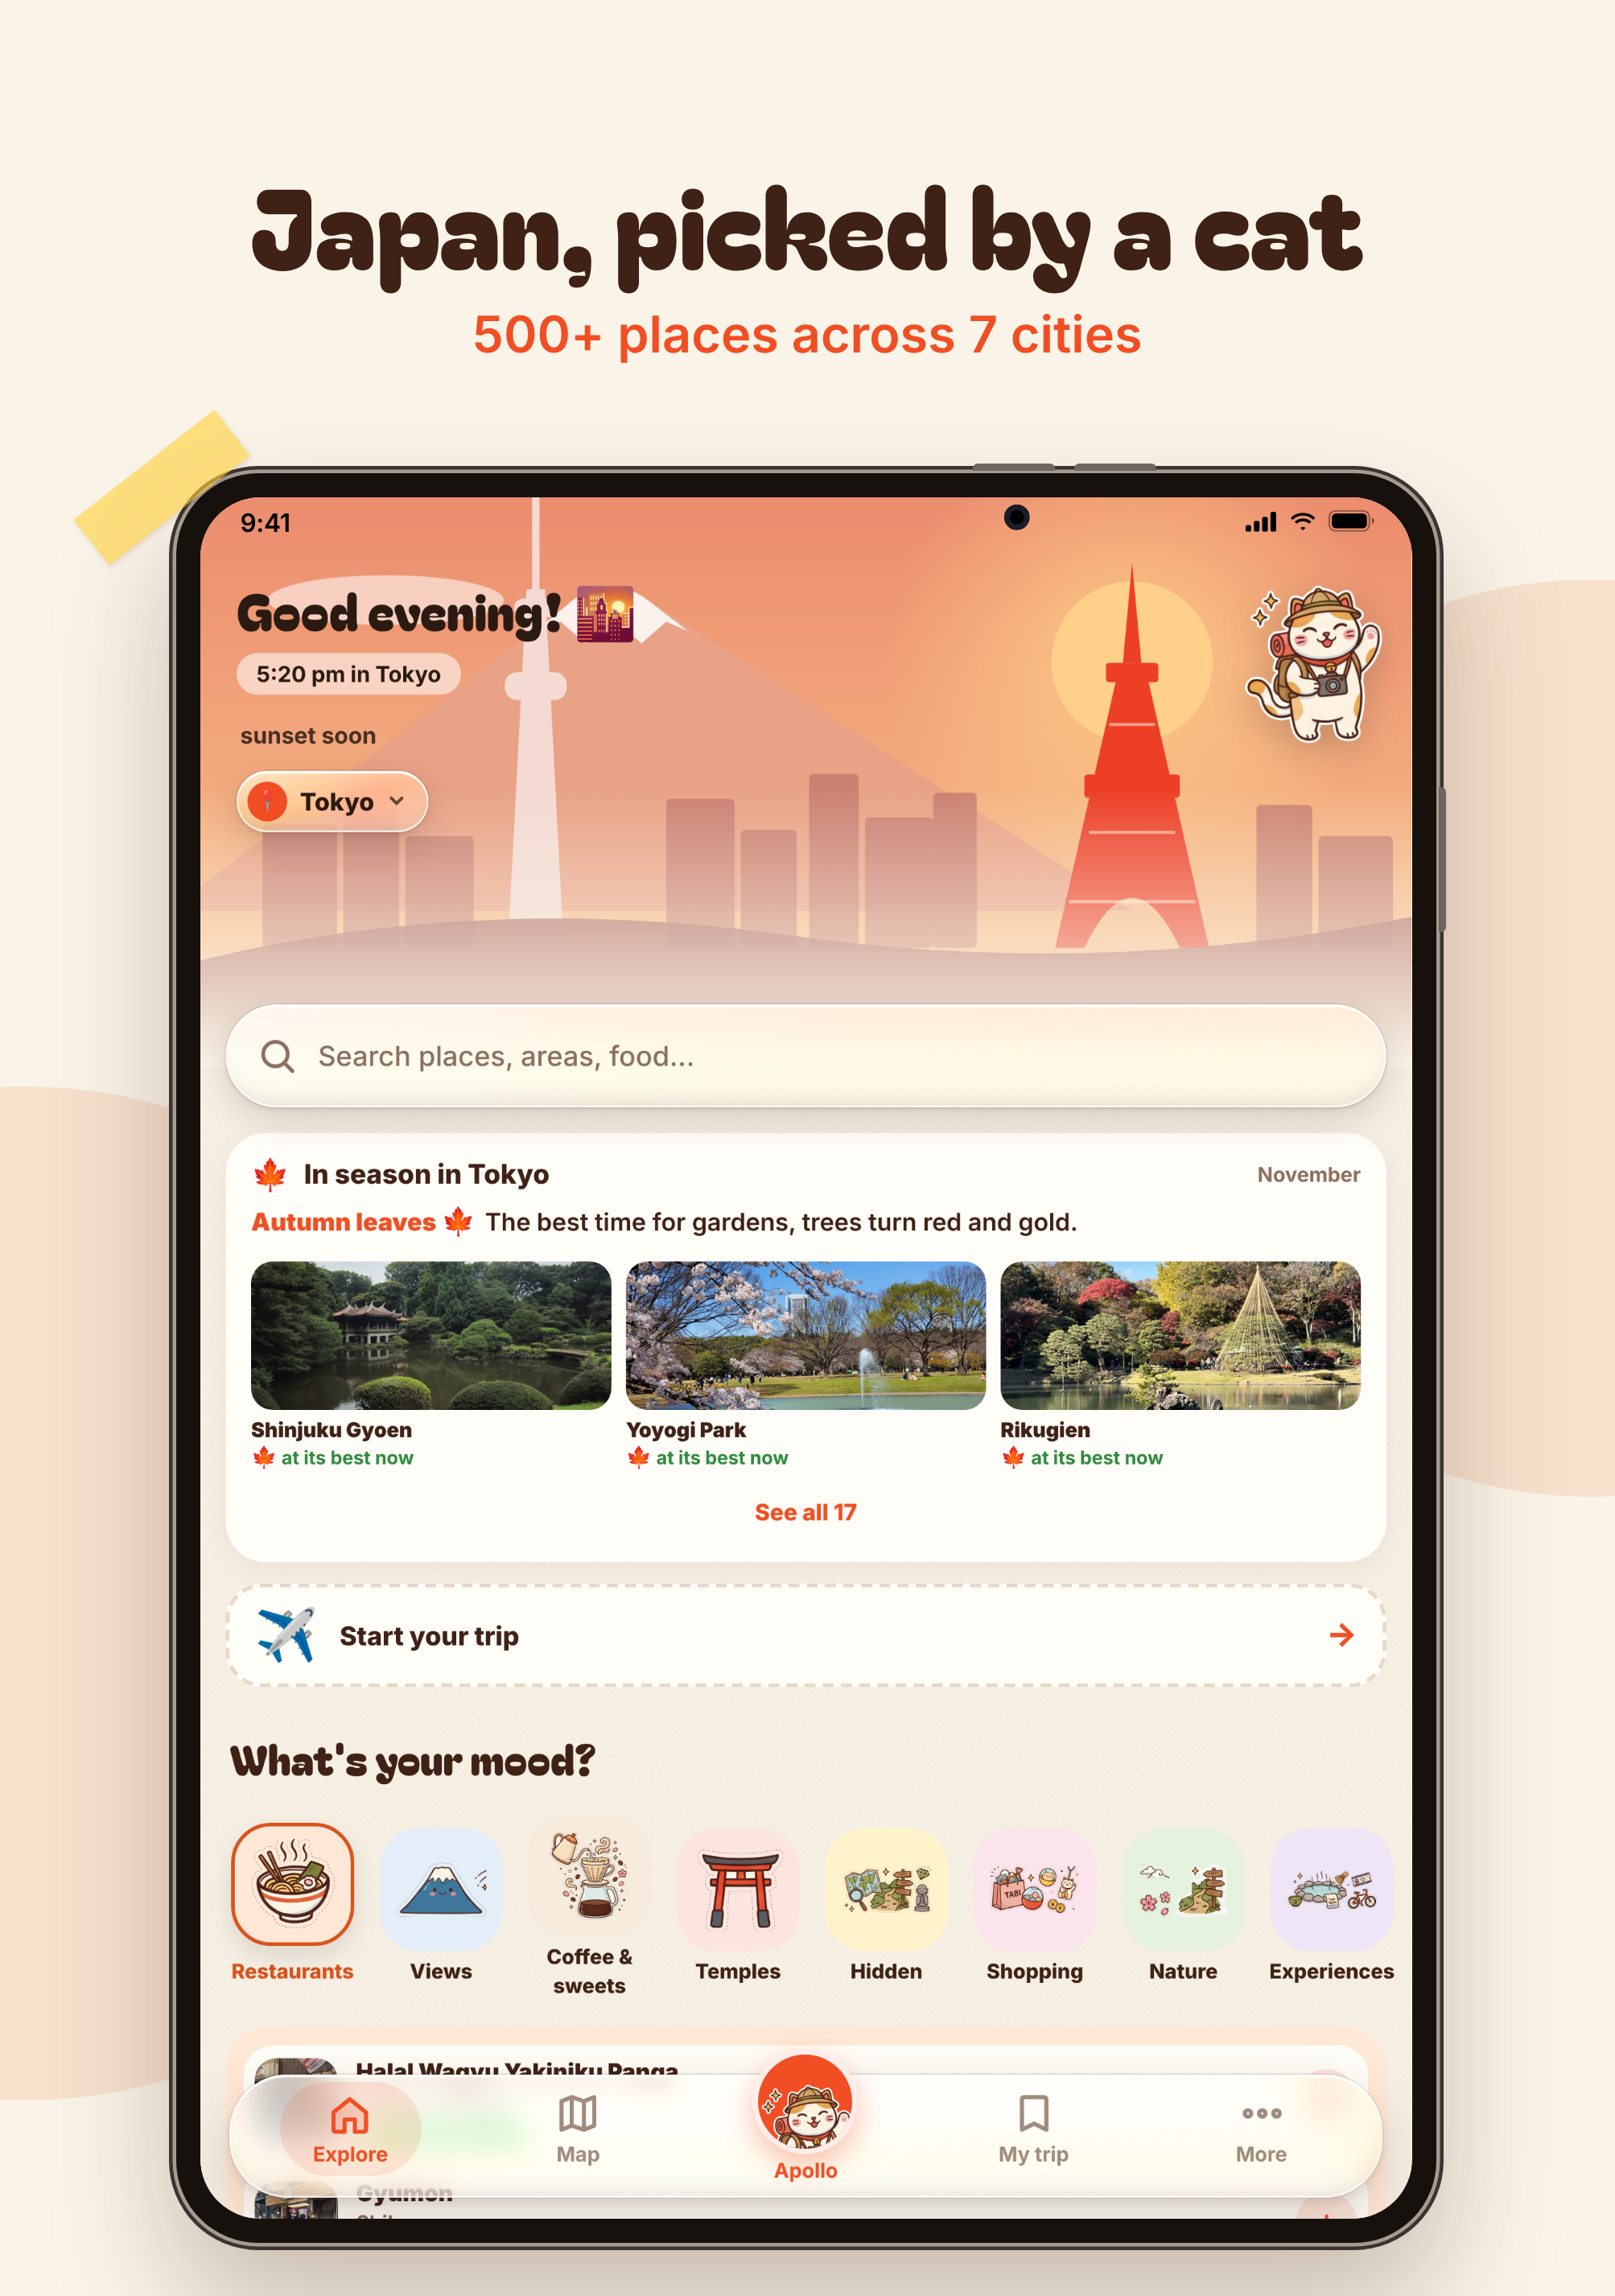 Japan, picked by a cat
500+ places across 7 cities
9:41
Good evening!
5:20 pm in Tokyo
sunset soon
Tokyo
Search places, areas, food...
In season in Tokyo
November
Autumn leaves 🍁 The best time for gardens, trees turn red and gold.
Shinjuku Gyoen
🍁 at its best now
Yoyogi Park
🍁 at its best now
Rikugien
🍁 at its best now
See all 17
Start your trip
What's your mood?
TABI
Restaurants
Views
Coffee &
sweets
Temples
Hidden
Shopping
Nature
Experiences
Halal Wagyu Yakiniku Panga
Explore
Map
Apollo
My trip
More
Gyumon